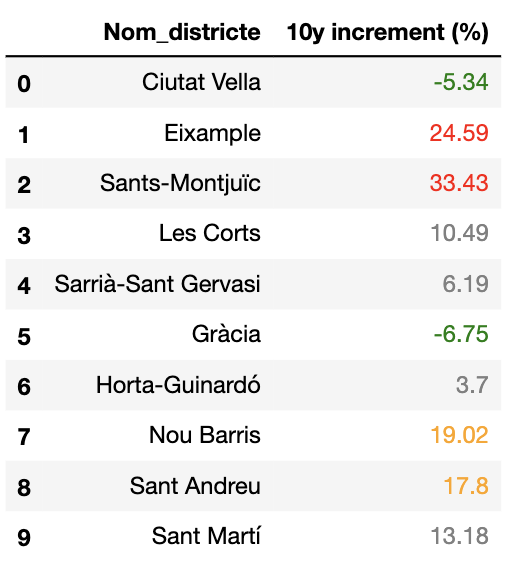 Nom_districte 10y increment (%)
0 Ciutat Vella -5.34
1 Eixample 24.59
2 Sants-Montjuïc 33.43
3 Les Corts 10.49
4 Sarrià-Sant Gervasi 6.19
5 Gràcia -6.75
6 Horta-Guinardó 3.7
7 Nou Barris 19.02
8 Sant Andreu 17.8
9 Sant Martí 13.18